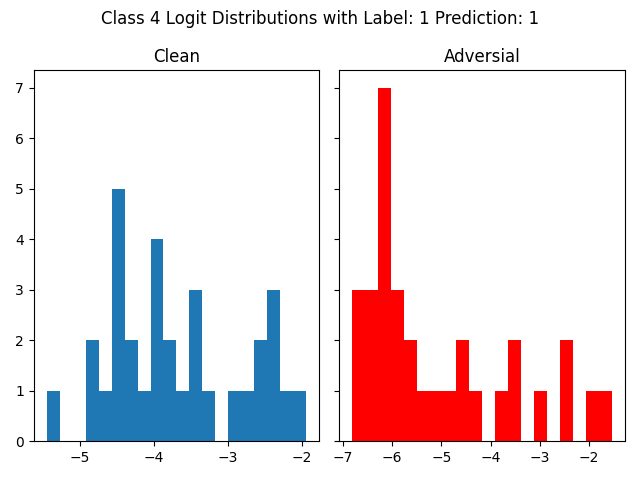 Class 4 Logit Distributions with Label: 1 Prediction: 1
Clean
Adversial
7
6
5
4
3
2
1
0
−5 −4 −3 −2
−7 −6 −5 −4 −3 −2